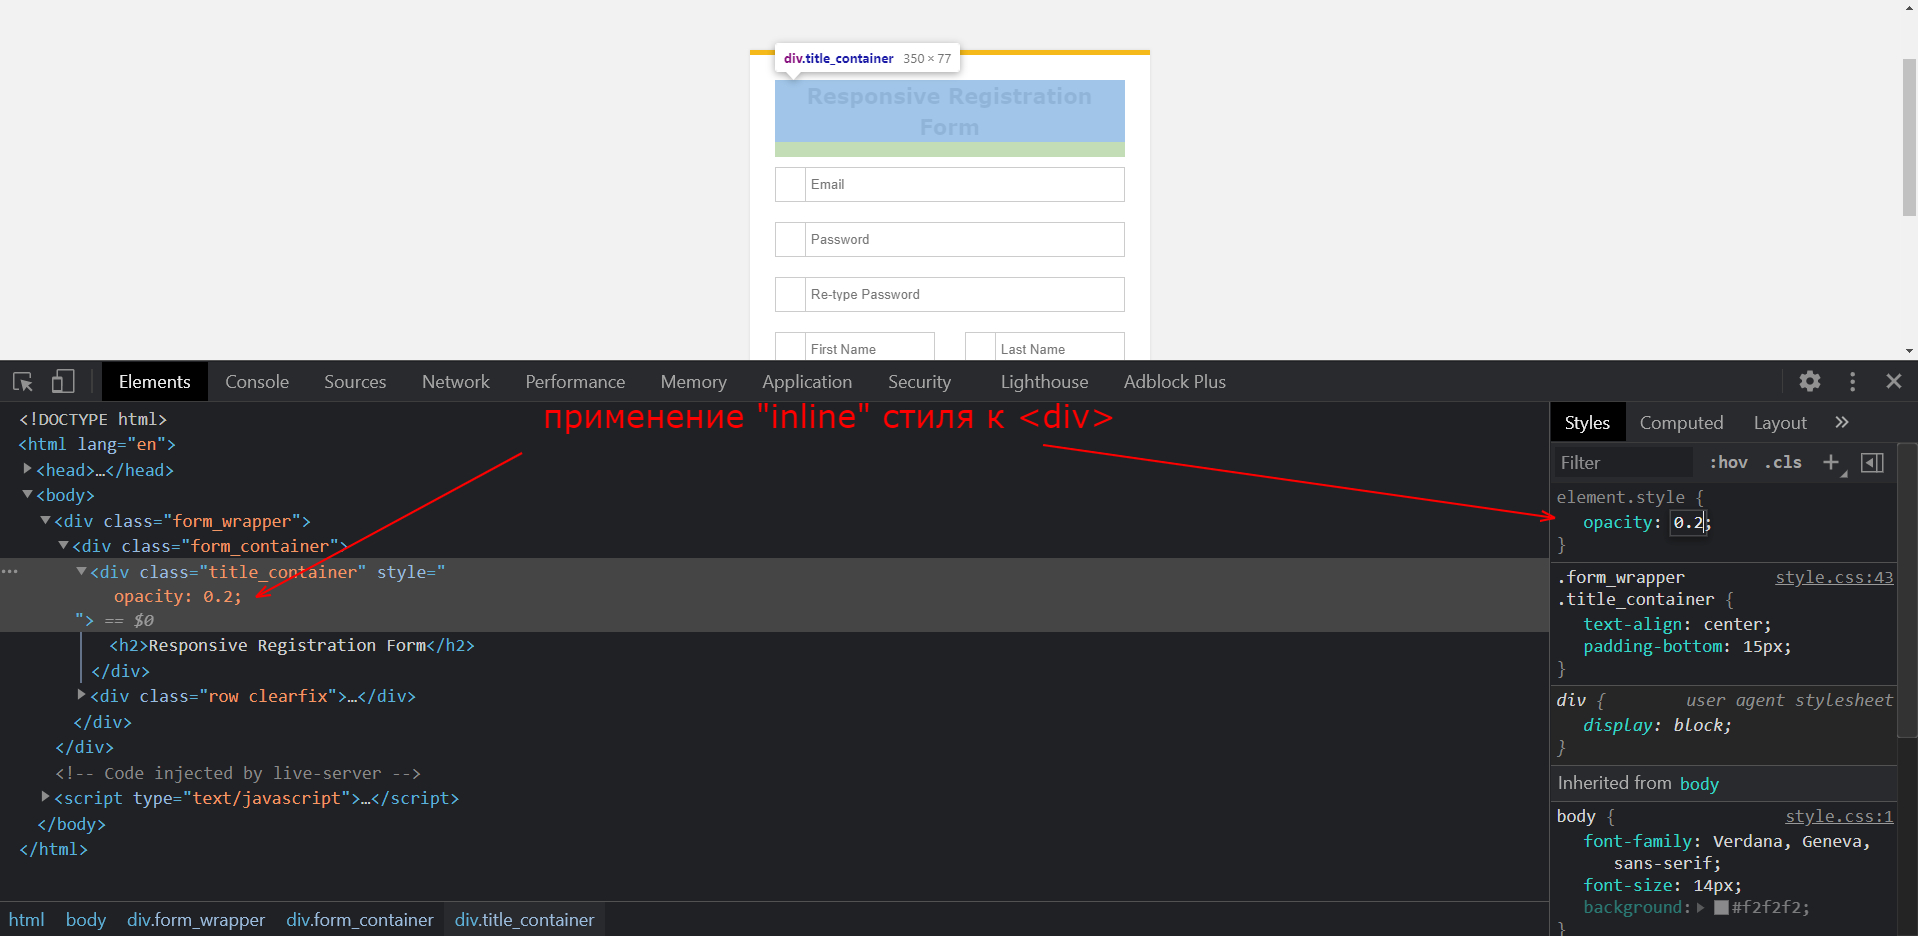 div.title_container 350 × 77
Responsive Registration
Form
Email
Password
Re-type Password
First Name
Last Name
Elements Console Sources Network Performance Memory Application Security Lighthouse Adblock Plus
применение "inline" стиля к <div>
<!DOCTYPE html>
<html lang="en">
<head>…</head>
<body>
<div class="form_wrapper">
<div class="form_container">
<div class="title_container" style="
opacity: 0.2;
"> == $0
<h2>Responsive Registration Form</h2>
</div>
<div class="row clearfix">…</div>
</div>
</div>
<!-- Code injected by live-server -->
<script type="text/javascript">…</script>
</body>
</html>
html body div.form_wrapper div.form_container div.title_container
Styles Computed Layout »
Filter :hov .cls +
element.style {
opacity: 0.2;
}
.form_wrapper style.css:43
.title_container {
text-align: center;
padding-bottom: 15px;
}
div { user agent stylesheet
display: block;
}
Inherited from body
body { style.css:1
font-family: Verdana, Geneva,
sans-serif;
font-size: 14px;
background: #f2f2f2;
}